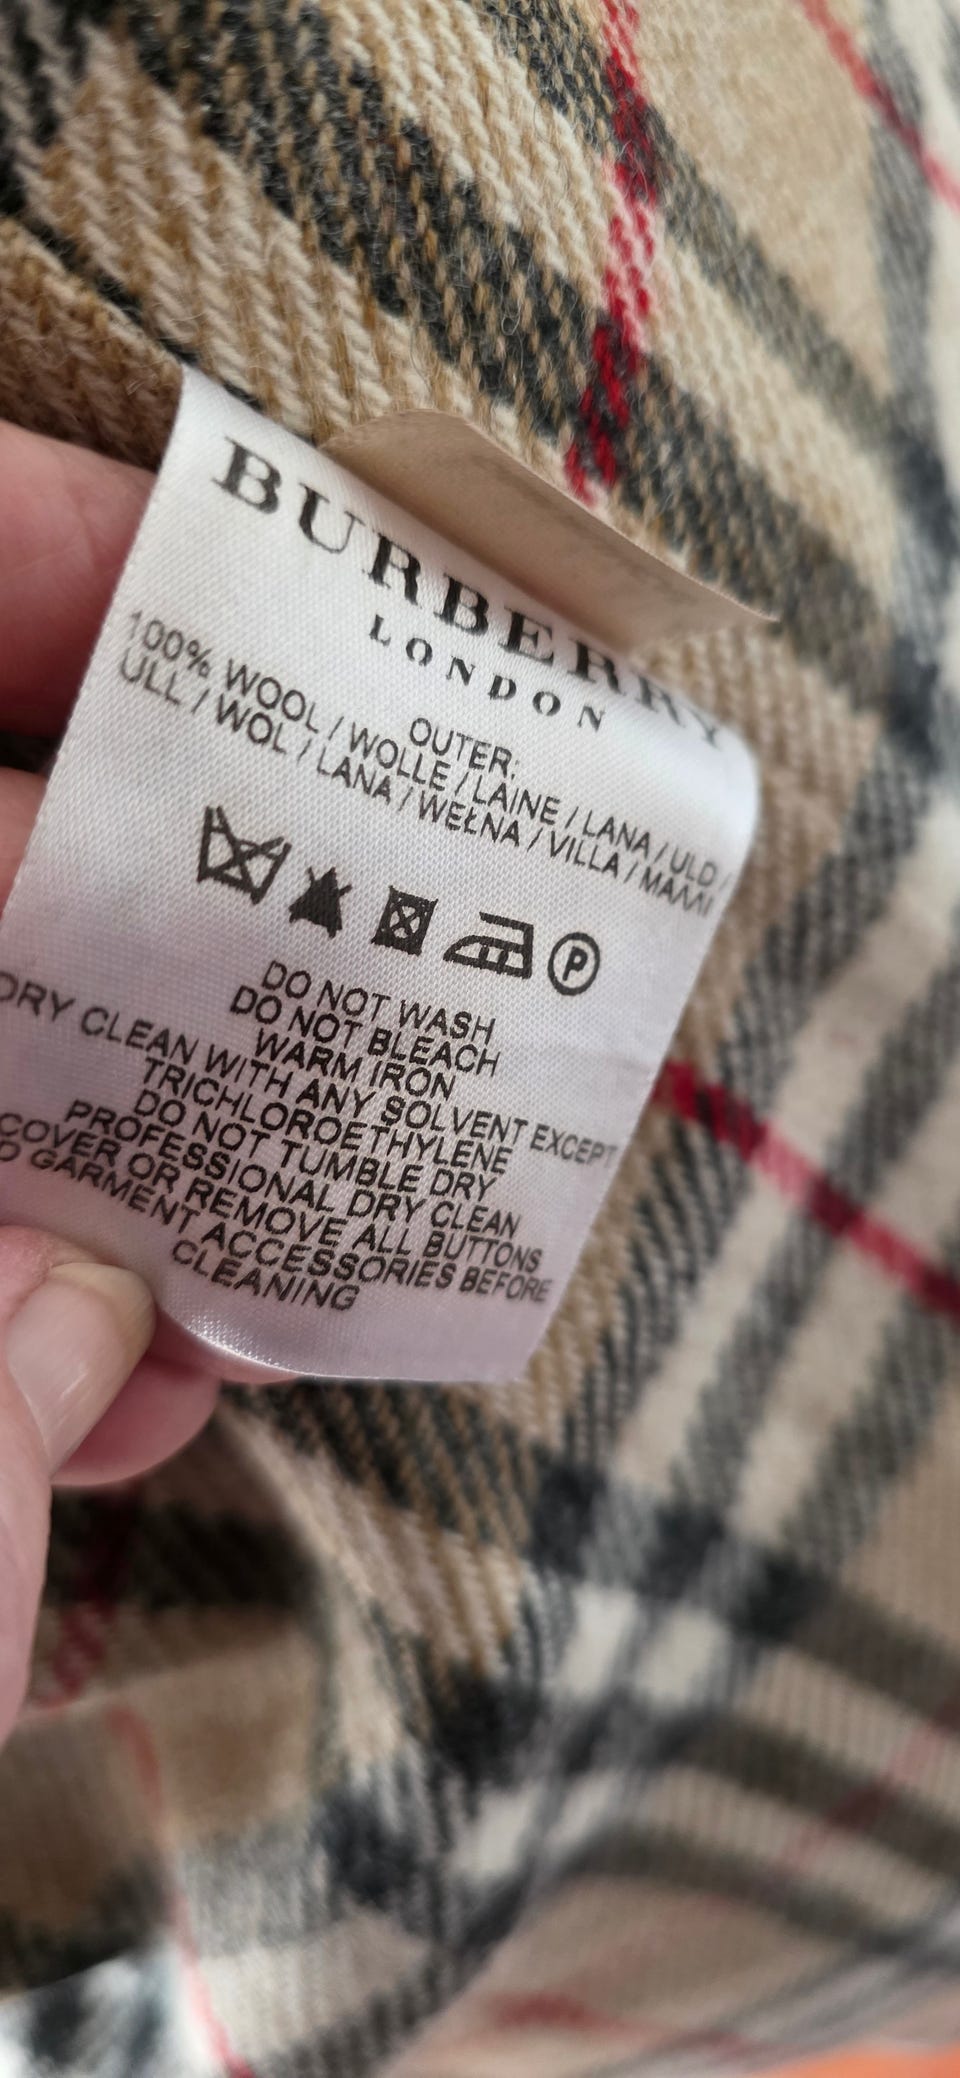 BURBERRY
LONDON
OUTER:
100% WOOL / WOLLE / LAINE / LANA / ULD /
ULL / WOL / LANA / WEŁNA / VILLA / ΜΑΛΛΙ
P
DO NOT WASH
DO NOT BLEACH
WARM IRON
DRY CLEAN WITH ANY SOLVENT EXCEPT
TRICHLOROETHYLENE
DO NOT TUMBLE DRY
PROFESSIONAL DRY CLEAN
COVER OR REMOVE ALL BUTTONS
GARMENT ACCESSORIES BEFORE
CLEANING